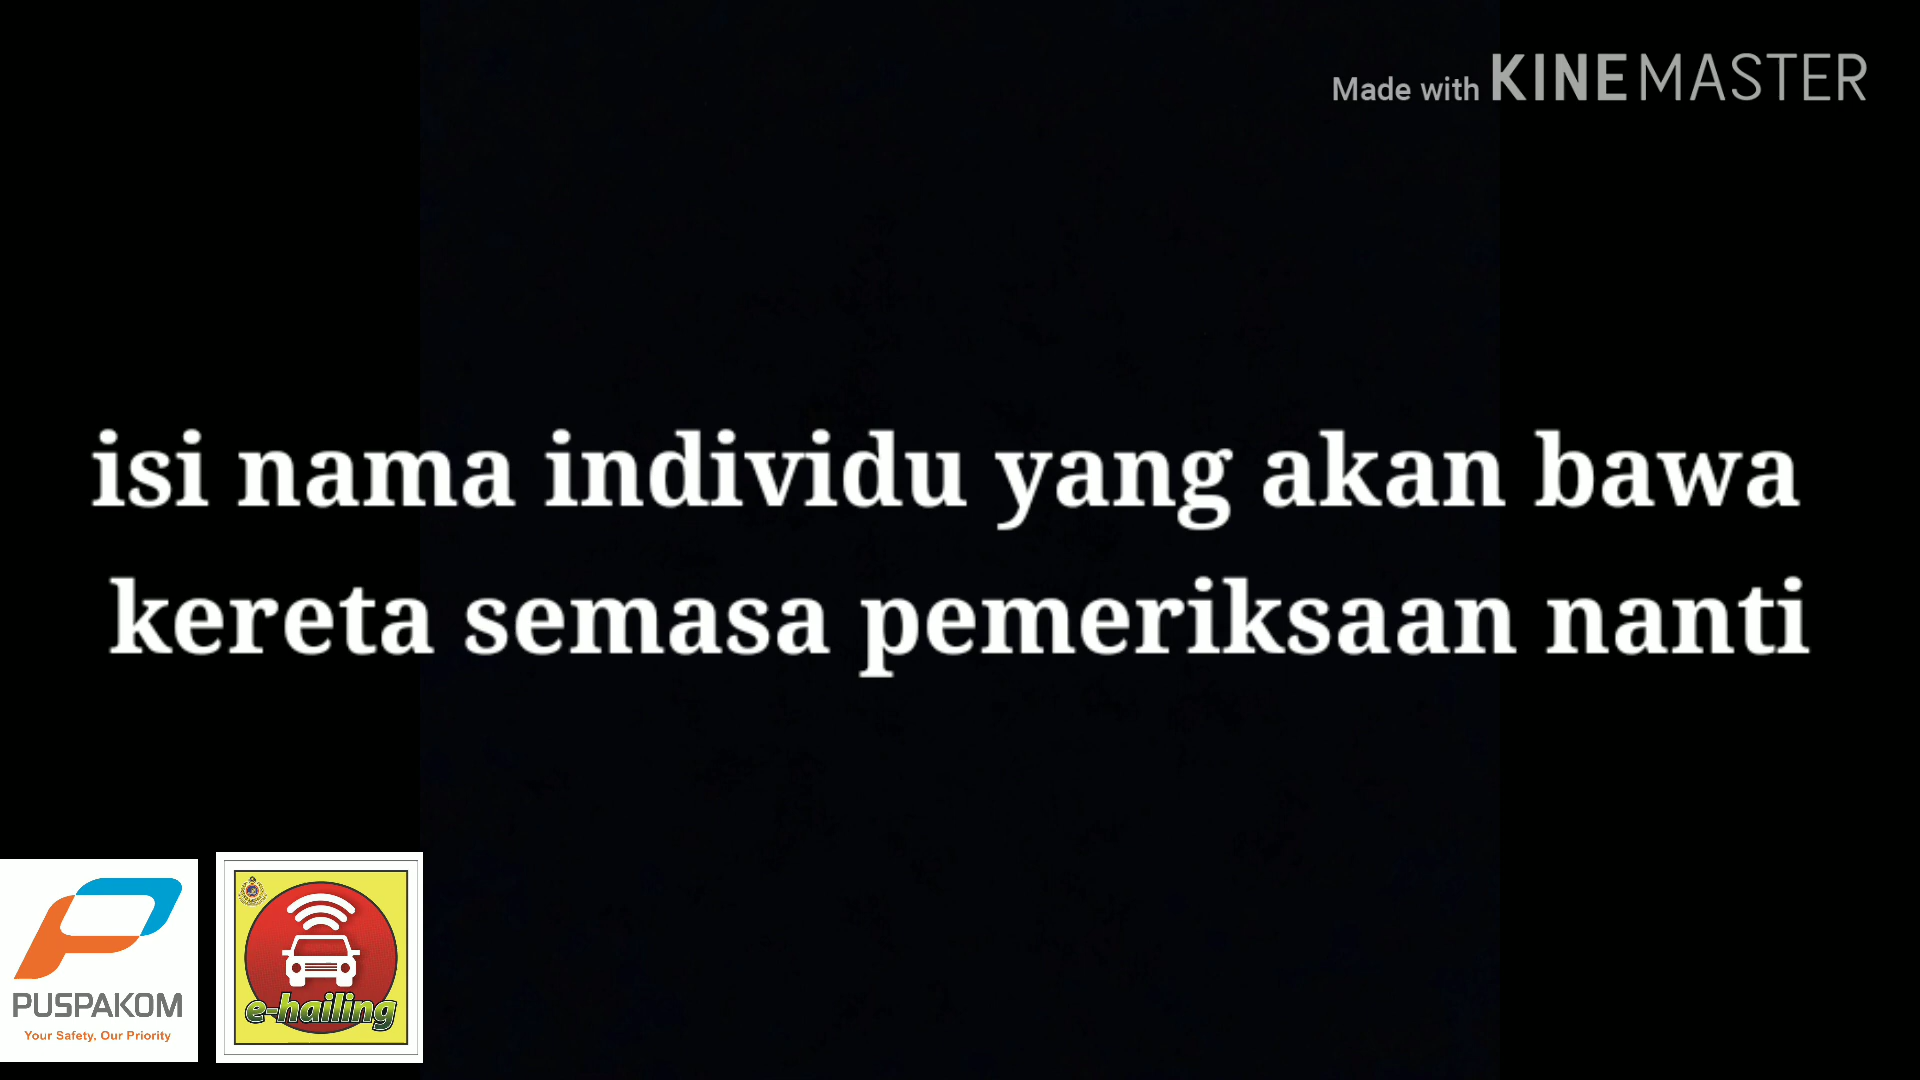 Made with KINEMASTER
isi nama individu yang akan bawa
kereta semasa pemeriksaan nanti
PUSPAKOM
Your Safety, Our Priority
e-hailing